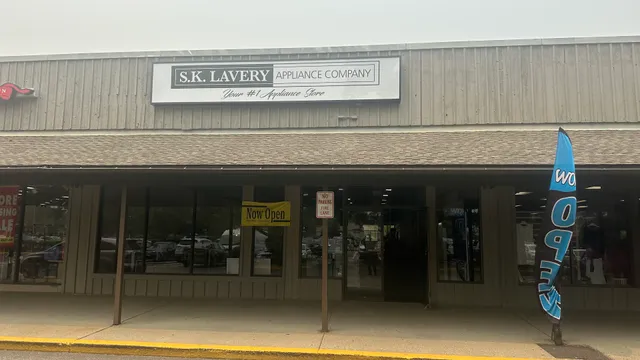 S.K. LAVERY APPLIANCE COMPANY
Your #1 Appliance Store
Now Open
NO
PARKING
FIRE
LANE
OPEN